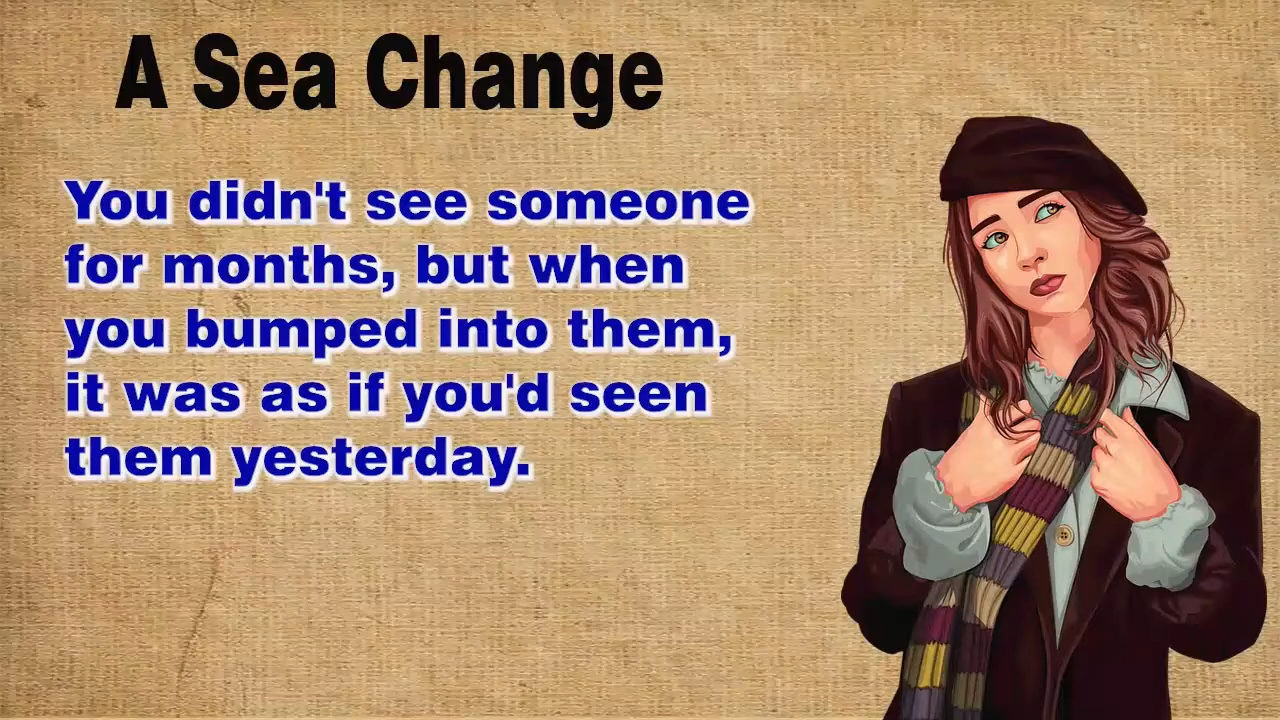 A Sea Change
You didn't see someone
for months, but when
you bumped into them,
it was as if you'd seen
them yesterday.